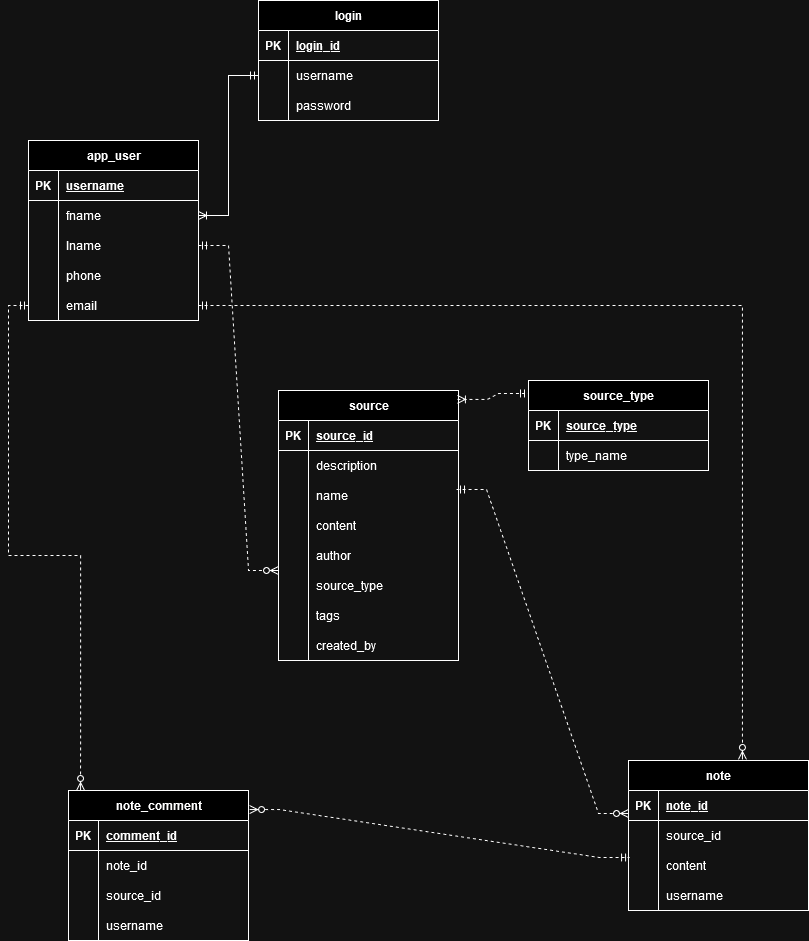 login
PK login_id
username
password
app_user
PK username
fname
lname
phone
email
source
PK source_id
description
name
content
author
source_type
tags
created_by
source_type
PK source_type
type_name
note
PK note_id
source_id
content
username
note_comment
PK comment_id
note_id
source_id
username